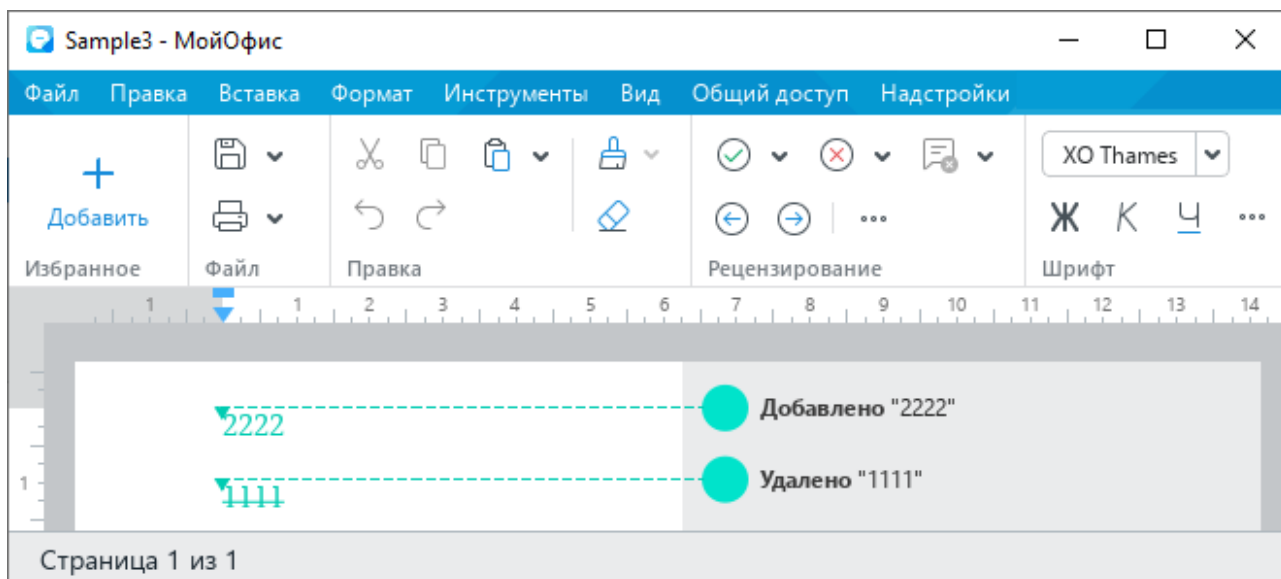 Sample3 - МойОфис
Файл Правка Вставка Формат Инструменты Вид Общий доступ Надстройки
XO Thames
Добавить
Ж К Ч
Избранное Файл Правка Рецензирование Шрифт
1 1 2 3 4 5 6 7 8 9 10 11 12 13 14
2222 Добавлено "2222"
1
1111 Удалено "1111"
Страница 1 из 1